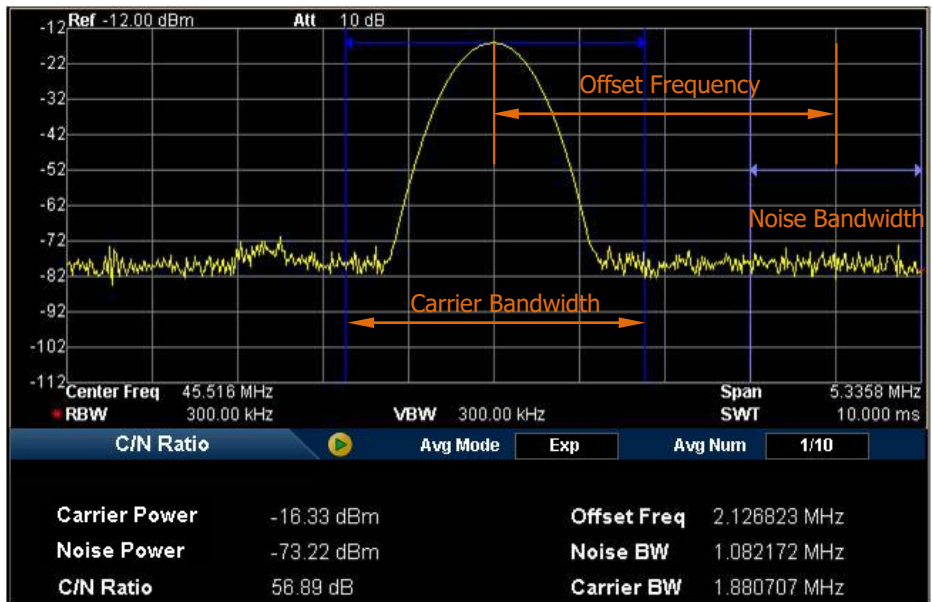 Ref -12.00 dBm Att 10 dB
-12
-22
Offset Frequency
-32
-42
-52
-62
Noise Bandwidth
-72
-82
-92
Carrier Bandwidth
-102
-112
Center Freq 45.516 MHz Span 5.3358 MHz
RBW 300.00 kHz VBW 300.00 kHz SWT 10.000 ms
C/N Ratio Avg Mode Exp Avg Num 1/10
Carrier Power -16.33 dBm Offset Freq 2.126823 MHz
Noise Power -73.22 dBm Noise BW 1.082172 MHz
C/N Ratio 56.89 dB Carrier BW 1.880707 MHz